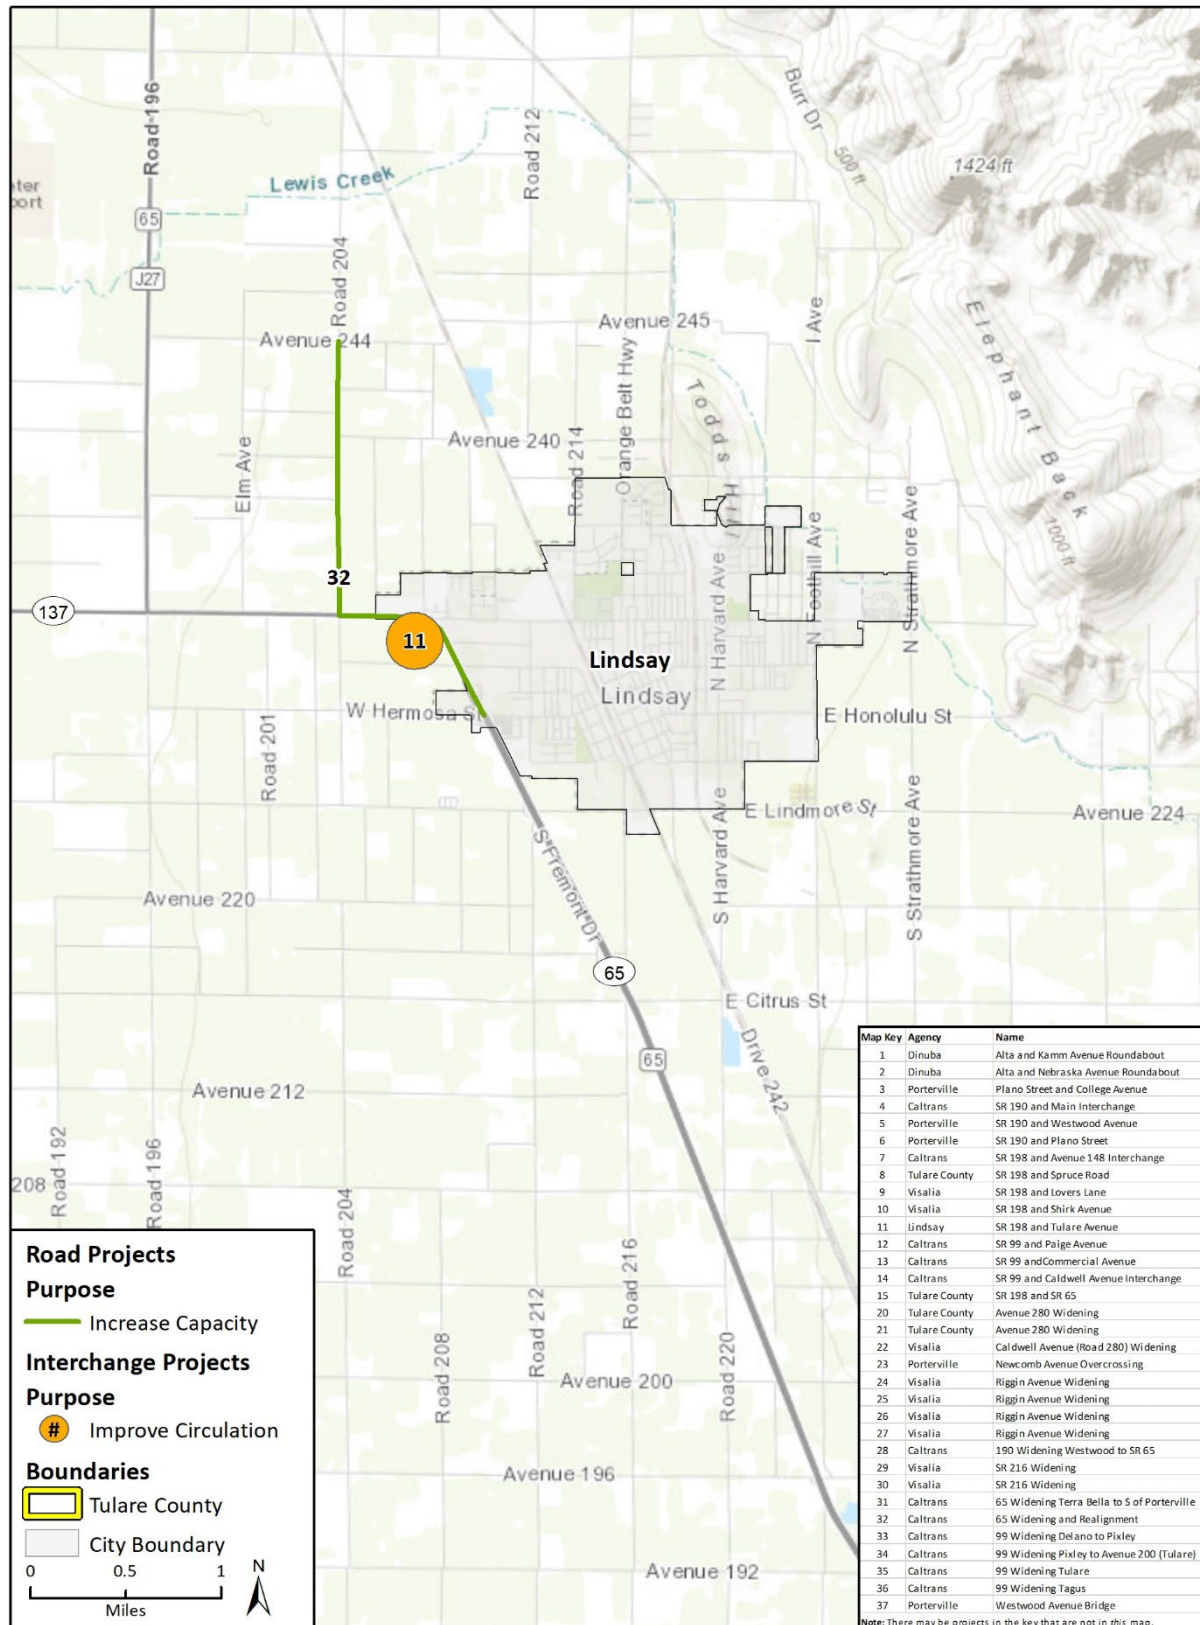 Road 196
Burr Dr
Road 212
500 ft
1424 ft
Lewis Creek
65
J27
Road 204
Avenue 244
Avenue 245
I Ave
Elephant Back
Orange Belt Hwy
Todds Hill
Avenue 240
Road 214
Elm Ave
1000 ft
N Strathmore Ave
N Foothill Ave
N Harvard Ave
32
137
11
Lindsay
Lindsay
W Hermosa St
E Honolulu St
Road 201
E Lindmore St
Avenue 224
S Harvard Ave
S Strathmore Ave
S Fremont Dr
Avenue 220
65
E Citrus St
65
Drive 242
Avenue 212
Road 192
Road 196
208
Road 204
Road 216
Road 212
Road 208
Road 220
Avenue 200
Avenue 196
Avenue 192
Road Projects
Purpose
Increase Capacity
Interchange Projects
Purpose
# Improve Circulation
Boundaries
Tulare County
City Boundary
0 0.5 1
Miles
N
Map Key Agency Name
1 Dinuba Alta and Kamm Avenue Roundabout
2 Dinuba Alta and Nebraska Avenue Roundabout
3 Porterville Plano Street and College Avenue
4 Caltrans SR 190 and Main Interchange
5 Porterville SR 190 and Westwood Avenue
6 Porterville SR 190 and Plano Street
7 Caltrans SR 198 and Avenue 148 Interchange
8 Tulare County SR 198 and Spruce Road
9 Visalia SR 198 and Lovers Lane
10 Visalia SR 198 and Shirk Avenue
11 Lindsay SR 198 and Tulare Avenue
12 Caltrans SR 99 and Paige Avenue
13 Caltrans SR 99 andCommercial Avenue
14 Caltrans SR 99 and Caldwell Avenue Interchange
15 Tulare County SR 198 and SR 65
20 Tulare County Avenue 280 Widening
21 Tulare County Avenue 280 Widening
22 Visalia Caldwell Avenue (Road 280) Widening
23 Porterville Newcomb Avenue Overcrossing
24 Visalia Riggin Avenue Widening
25 Visalia Riggin Avenue Widening
26 Visalia Riggin Avenue Widening
27 Visalia Riggin Avenue Widening
28 Caltrans 190 Widening Westwood to SR 65
29 Visalia SR 216 Widening
30 Visalia SR 216 Widening
31 Caltrans 65 Widening Terra Bella to S of Porterville
32 Caltrans 65 Widening and Realignment
33 Caltrans 99 Widening Delano to Pixley
34 Caltrans 99 Widening Pixley to Avenue 200 (Tulare)
35 Caltrans 99 Widening Tulare
36 Caltrans 99 Widening Tagus
37 Porterville Westwood Avenue Bridge
Note: There may be projects in the key that are not in this map.